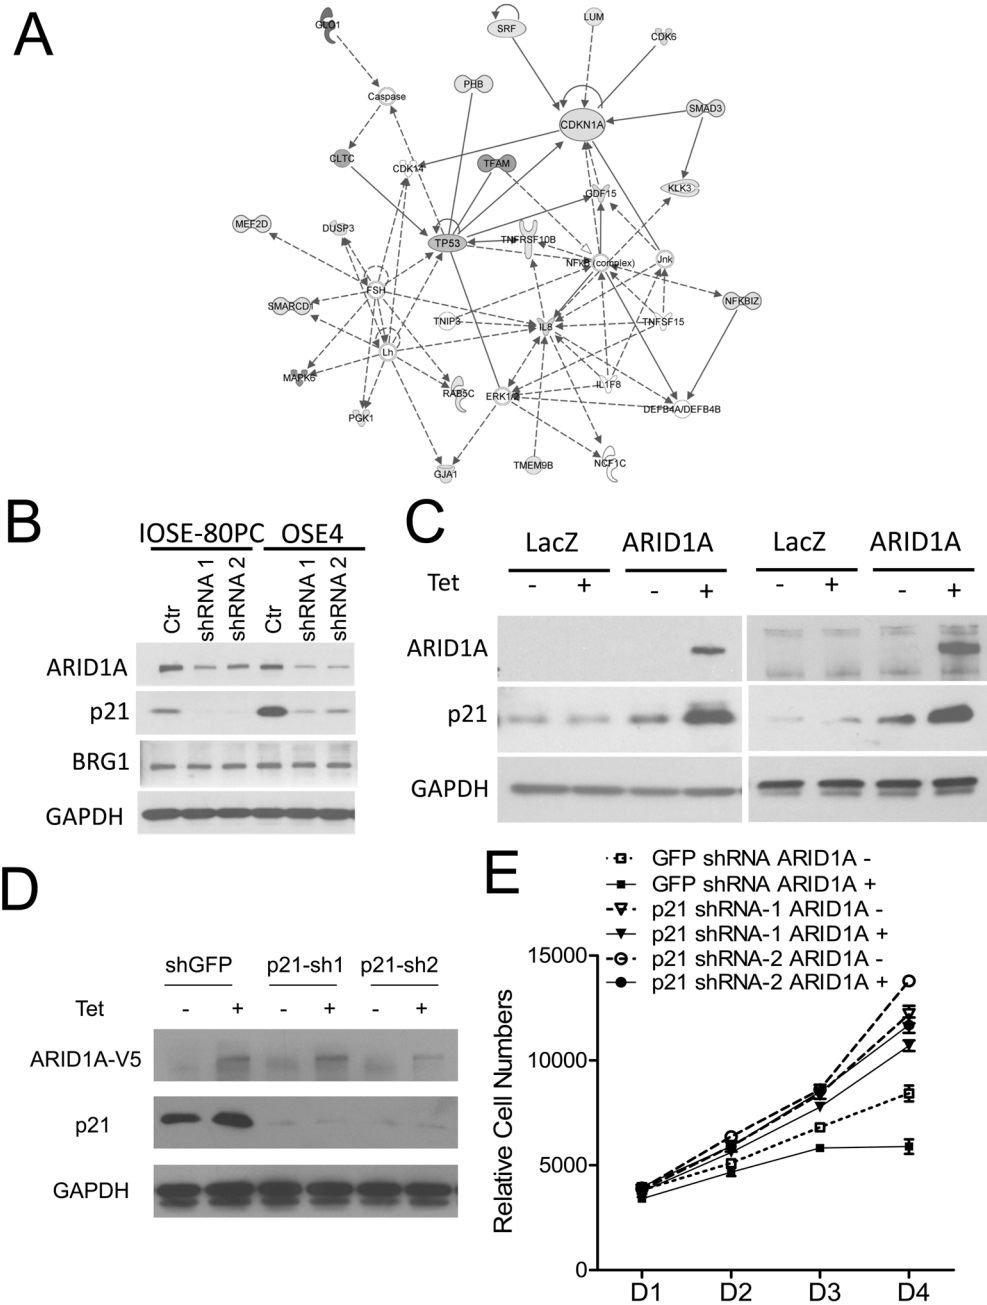 A
GLO1
SRF
LUM
CDK6
Caspase
PHB
CDKN1A
SMAD3
CLTC
CDK14
TFAM
GDF15
KLK3
MEF2D
DUSP3
TP53
TNFRSF10B
NFkB (complex)
Jnk
FSH
SMARCD1
NFKBIZ
TNIP3
IL8
TNFSF15
Lh
MAPK6
RAB5C
ERK1/2
IL1F8
PGK1
DEFB4A/DEFB4B
GJA1
TMEM9B
NCF1C
B
IOSE-80PC OSE4
Ctr shRNA 1 shRNA 2 Ctr shRNA 1 shRNA 2
ARID1A
p21
BRG1
GAPDH
C
LacZ ARID1A LacZ ARID1A
Tet - + - + - + - +
ARID1A
p21
GAPDH
D
shGFP p21-sh1 p21-sh2
Tet - + - + - +
ARID1A-V5
p21
GAPDH
E
GFP shRNA ARID1A -
GFP shRNA ARID1A +
p21 shRNA-1 ARID1A -
p21 shRNA-1 ARID1A +
p21 shRNA-2 ARID1A -
p21 shRNA-2 ARID1A +
Relative Cell Numbers
15000
10000
5000
0
D1 D2 D3 D4